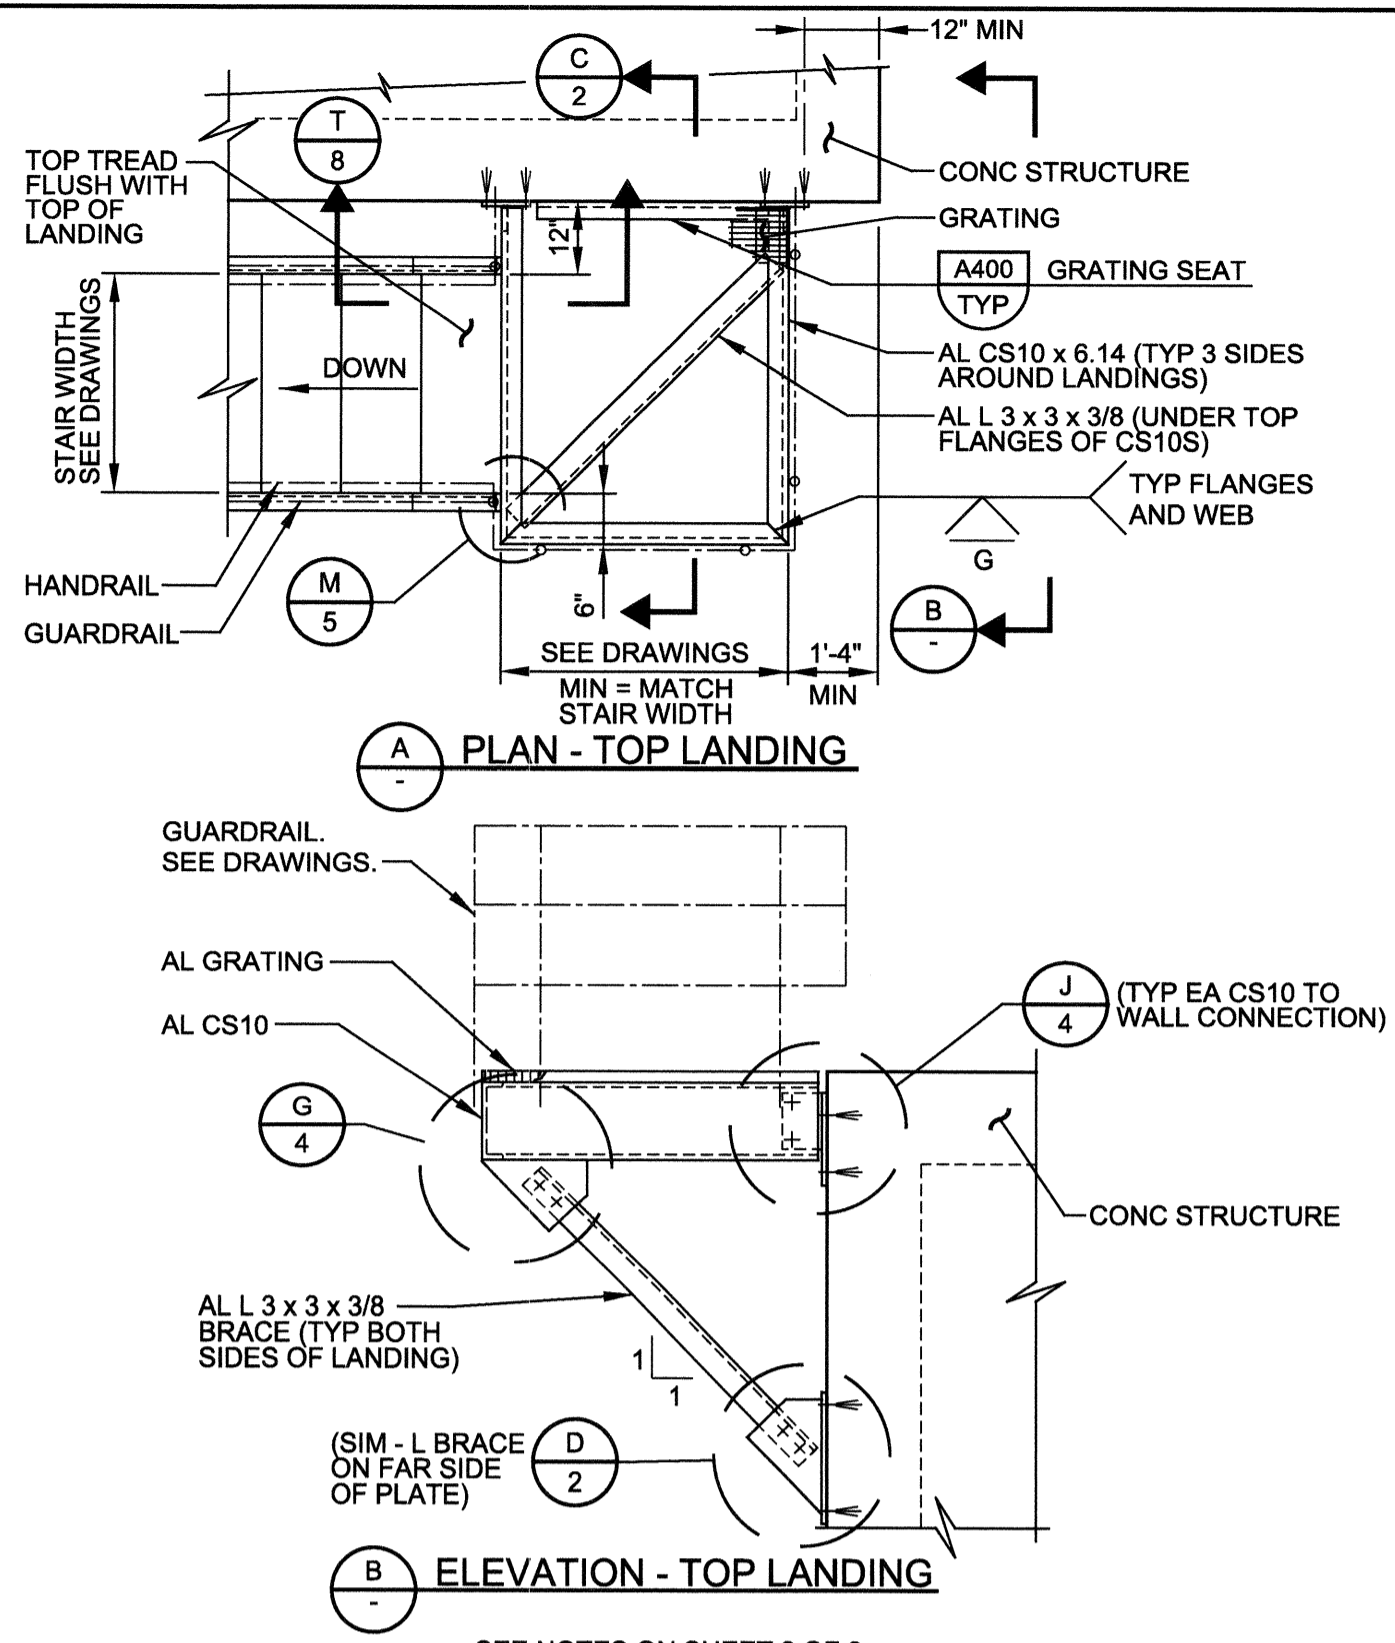 12" MIN
C
2
T
8
TOP TREAD
FLUSH WITH
TOP OF
LANDING
CONC STRUCTURE
GRATING
12"
A400
TYP
GRATING SEAT
STAIR WIDTH
SEE DRAWINGS
DOWN
AL CS10 x 6.14 (TYP 3 SIDES
AROUND LANDINGS)
AL L 3 x 3 x 3/8 (UNDER TOP
FLANGES OF CS10S)
TYP FLANGES
AND WEB
G
HANDRAIL
GUARDRAIL
M
5
6"
B
-
SEE DRAWINGS
MIN = MATCH
STAIR WIDTH
1'-4"
MIN
A
-
PLAN - TOP LANDING
GUARDRAIL.
SEE DRAWINGS.
AL GRATING
AL CS10
J
4
(TYP EA CS10 TO
WALL CONNECTION)
G
4
CONC STRUCTURE
AL L 3 x 3 x 3/8
BRACE (TYP BOTH
SIDES OF LANDING)
1
1
(SIM - L BRACE
ON FAR SIDE
OF PLATE)
D
2
B
-
ELEVATION - TOP LANDING